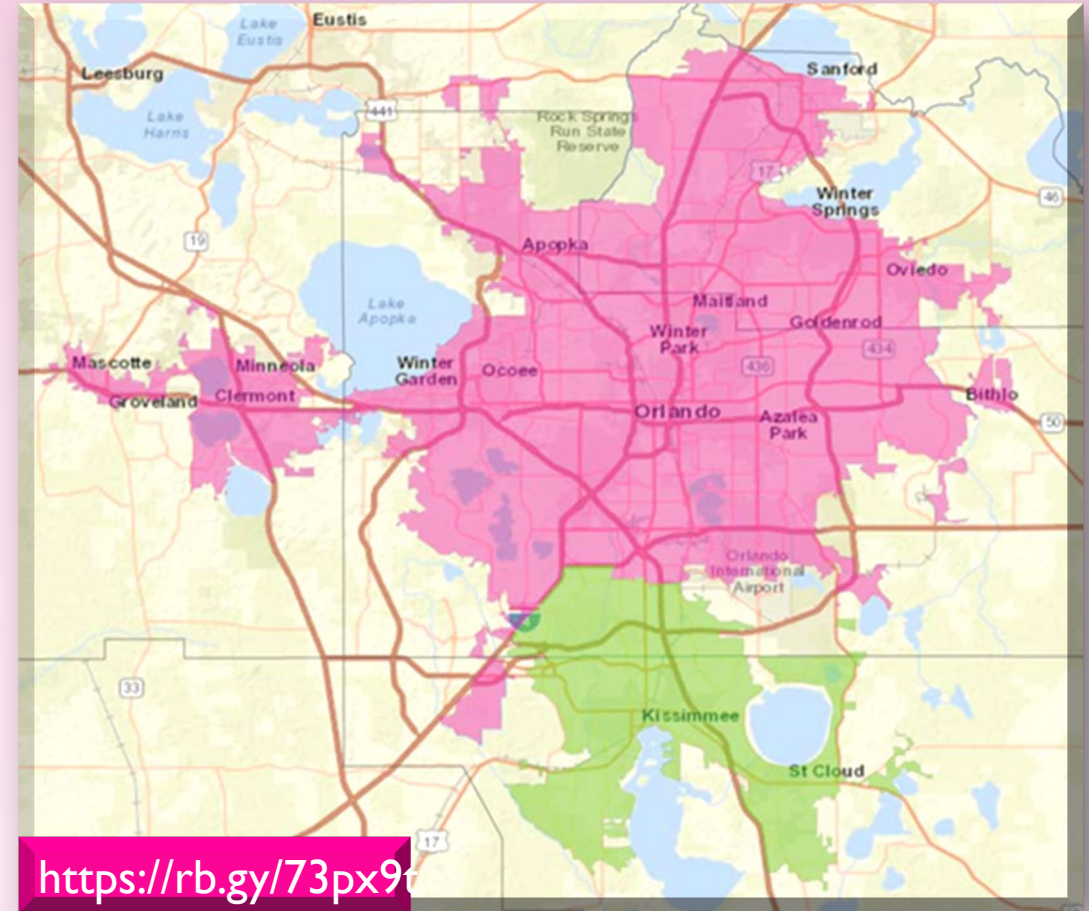 Lake
Eustis
Eustis
Leesburg
Sanford
Lake
Harris
441
Rock Springs
Run State
Reserve
17
46
Winter
Springs
19
Apopka
Oviedo
Lake
Apopka
Maitland
Goldenrod
Winter
Park
434
Mascotte
Minneola
Winter
Garden
Ocoee
436
Groveland
Clermont
Bithlo
Orlando
Azalea
Park
50
Orlando
International
Airport
33
Kissimmee
St Cloud
17
https://rb.gy/73px9t